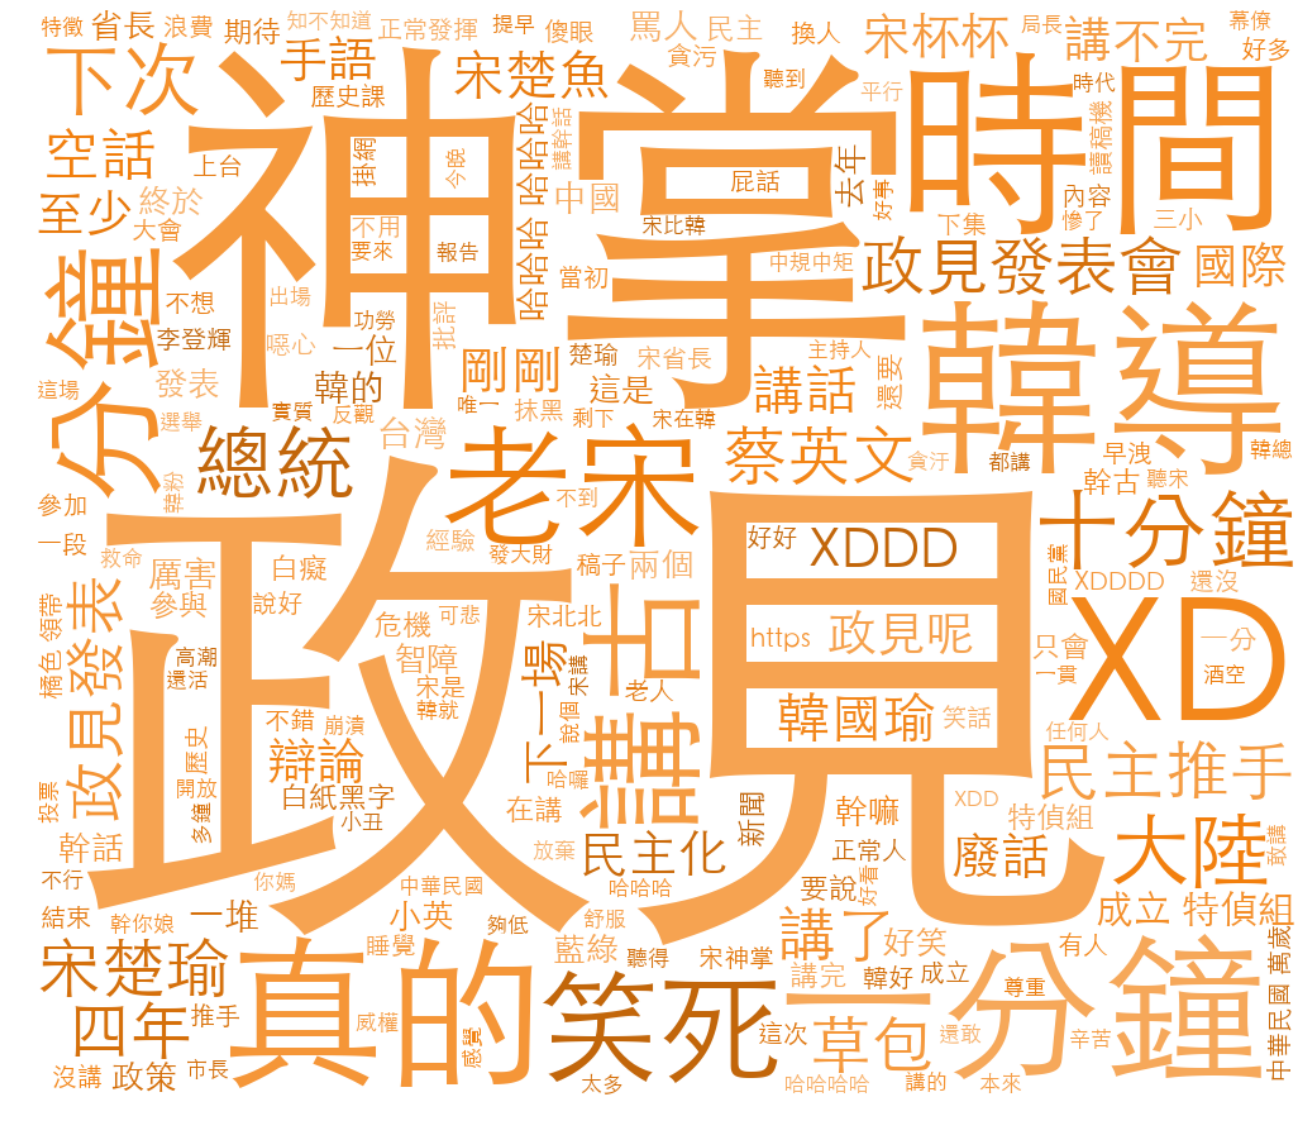 特徵
省長
浪費
期待
知不知道
正常發揮
提早
傻眼
罵人
民主
換人
宋杯杯
局長
講不完
幕僚
好多
下次
手語
宋楚魚
貪污
聽到
平行
時代
歷史課
神掌
時間
讀稿機
空話
上台
掛網
今晚
哈哈哈哈
講幹話
屁話
去年
好事
內容
慘了
三小
至少
終於
大會
不用
要來
報告
中國
宋比韓
下集
分鐘
不想
出場
李登輝
噁心
功勞
批評
哈哈哈
當初
中規中矩
政見發表會
國際
一位
這場
發表
韓的
剛剛
楚瑜
宋省長
主持人
還要
韓導
選舉
實質
反觀
唯一
抹黑
這是
剩下
宋在韓
講話
總統
台灣
老宋
蔡英文
貪汙
都講
早洩
韓總
韓粉
幹古
聽宋
參加
一段
救命
不到
經驗
發大財
稿子
兩個
好好
XDDD
十分鐘
政見
厲害
白癡
參與
說好
國民黨
XDDDD
還沒
橘色
領帶
政見發表
危機
可悲
宋北北
講古
https
政見呢
只會
一分
XD
高潮
還活
智障
宋是
韓就
下一場
宋講
老人
一貫
酒空
韓國瑜
笑話
任何人
不錯
崩潰
說個
歷史
辯論
哈囉
民主推手
投票
開放
多鐘
白紙黑字
小丑
在講
新聞
幹嘛
XDD
特偵組
幹話
放棄
民主化
正常人
廢話
大陸
敢講
不行
你媽
中華民國
哈哈哈
要說
好看
結束
幹你娘
一堆
小英
夠低
舒服
講了
成立
特偵組
宋楚瑜
真的
睡覺
藍綠
聽得
宋神掌
好笑
有人
萬歲
講完
韓好
成立
尊重
一分鐘
中華民國
四年
推手
威權
感覺
笑死
這次
草包
還敢
辛苦
沒講
政策
市長
太多
哈哈哈哈
講的
本來